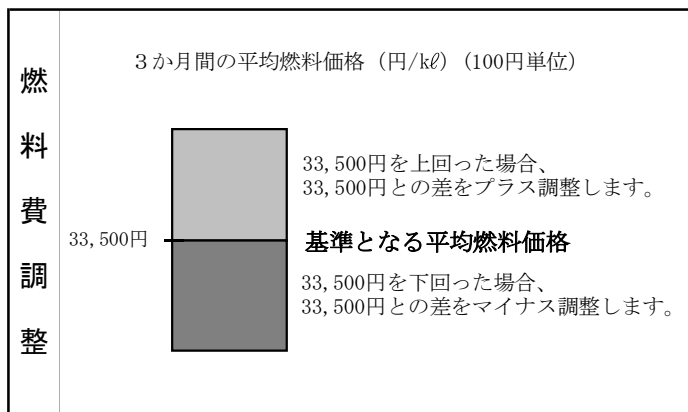 燃料費調整
３か月間の平均燃料価格（円/kℓ）（100円単位）
33,500円を上回った場合、
33,500円との差をプラス調整します。
33,500円
基準となる平均燃料価格
33,500円を下回った場合、
33,500円との差をマイナス調整します。